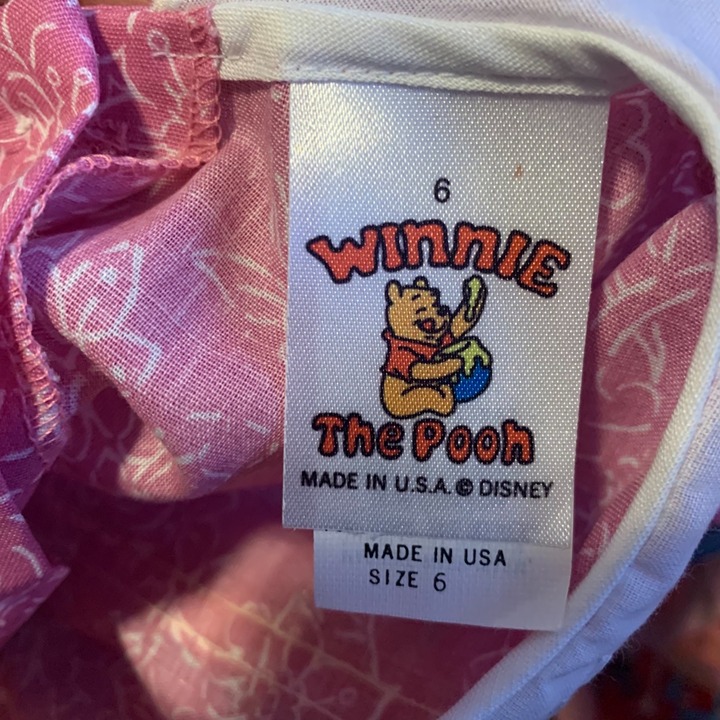 6
WINNIE
The Pooh
MADE IN U.S.A. © DISNEY
MADE IN USA
SIZE 6